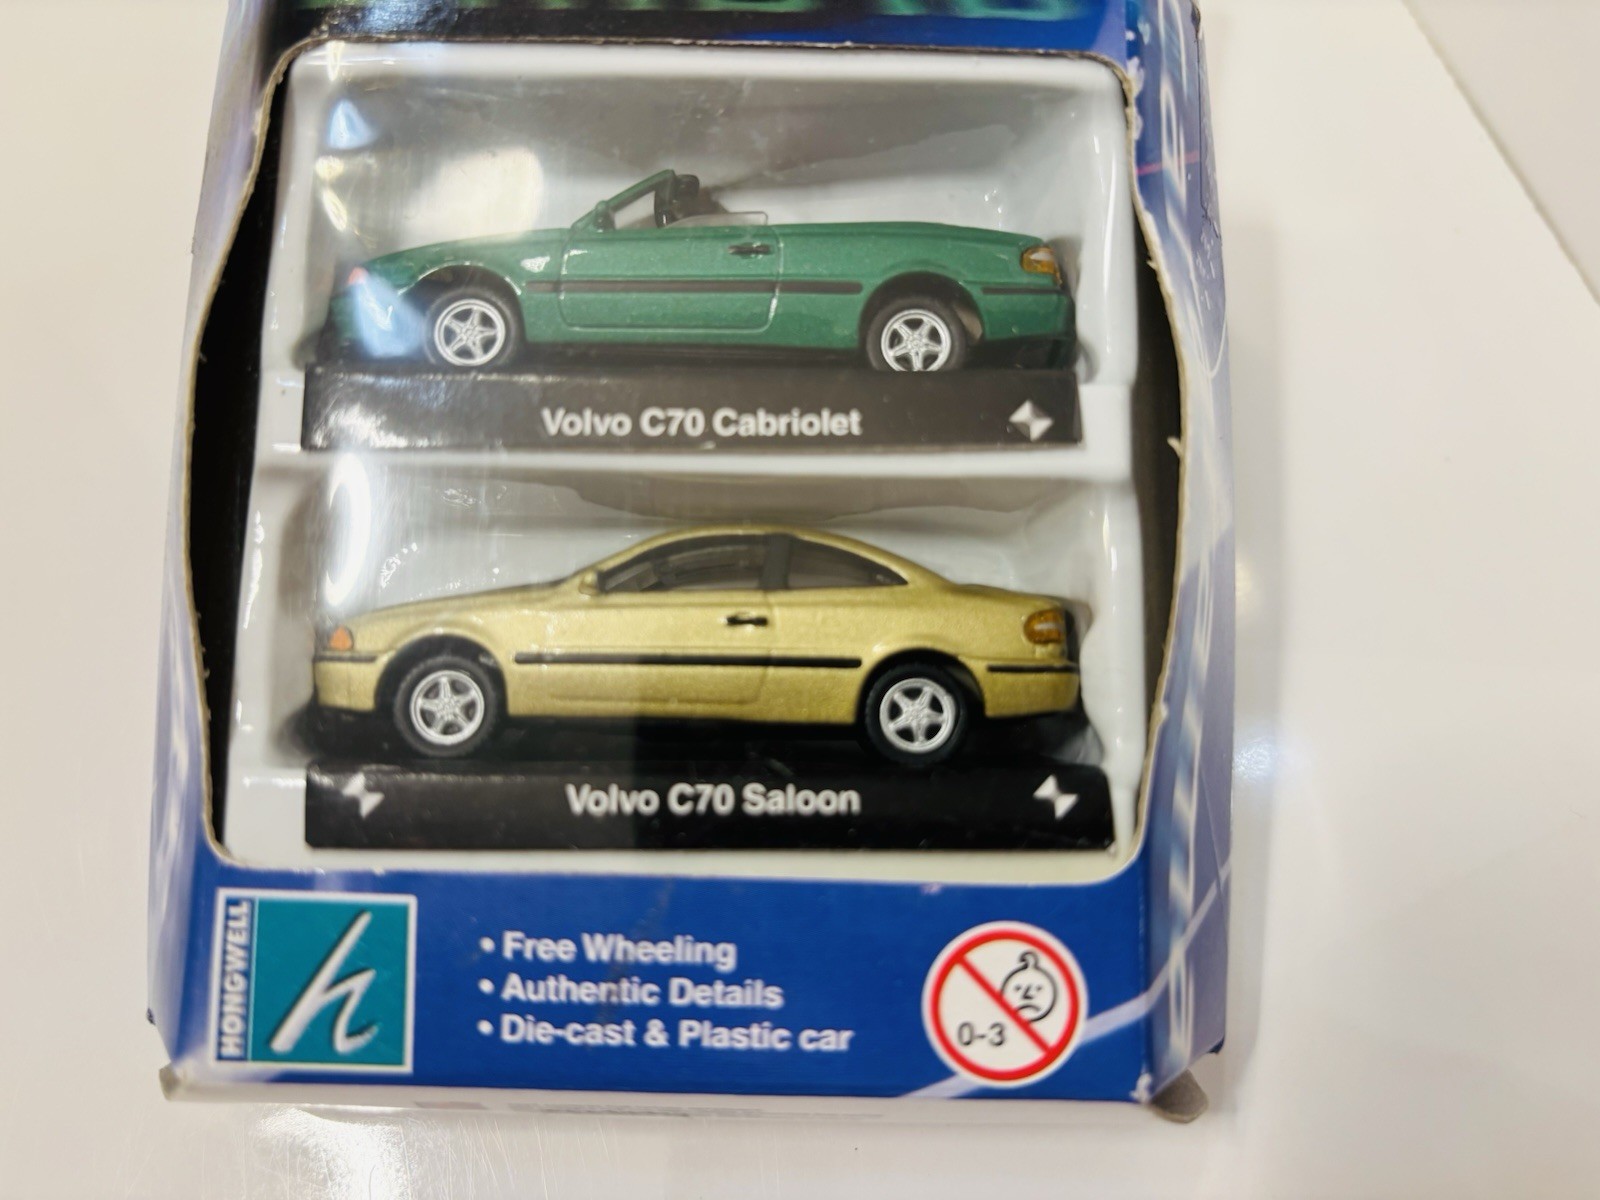 Volvo C70 Cabriolet
Volvo C70 Saloon
HONGWELL
h
• Free Wheeling
• Authentic Details
• Die-cast & Plastic car
0-3